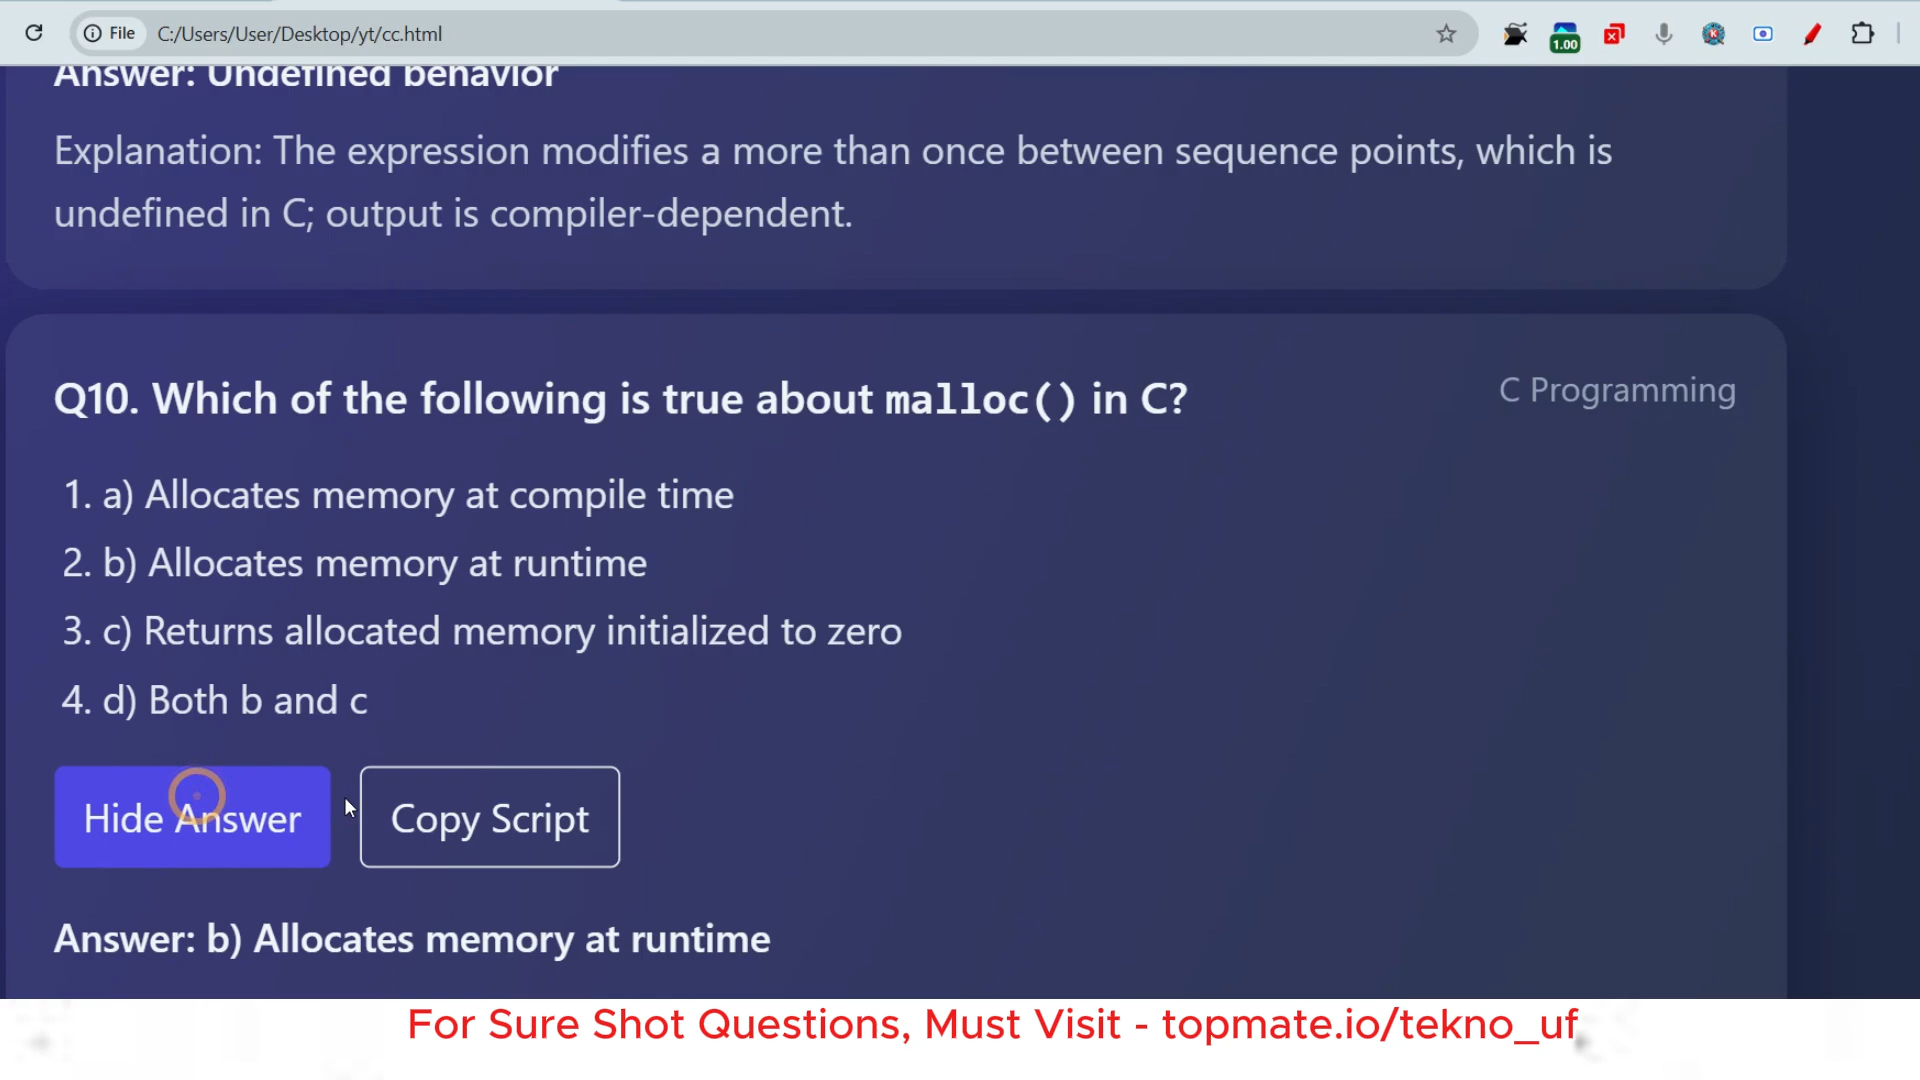 File C:/Users/User/Desktop/yt/cc.html
1.00
Answer: Undefined behavior
Explanation: The expression modifies a more than once between sequence points, which is
undefined in C; output is compiler-dependent.
Q10. Which of the following is true about malloc() in C?
C Programming
1. a) Allocates memory at compile time
2. b) Allocates memory at runtime
3. c) Returns allocated memory initialized to zero
4. d) Both b and c
Hide Answer
Copy Script
Answer: b) Allocates memory at runtime
For Sure Shot Questions, Must Visit - topmate.io/tekno_uf